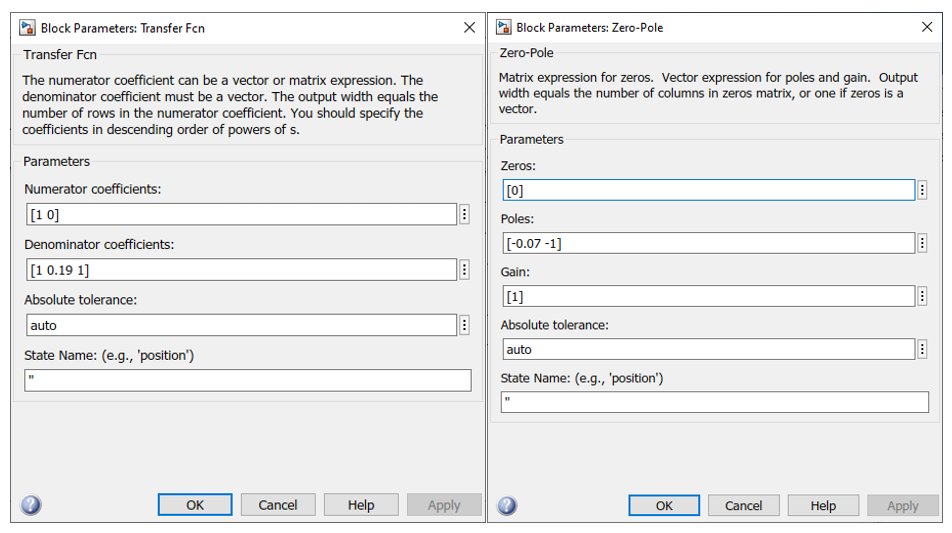 Block Parameters: Transfer Fcn
Transfer Fcn
The numerator coefficient can be a vector or matrix expression. The
denominator coefficient must be a vector. The output width equals the
number of rows in the numerator coefficient. You should specify the
coefficients in descending order of powers of s.
Parameters
Numerator coefficients:
[1 0]
Denominator coefficients:
[1 0.19 1]
Absolute tolerance:
auto
State Name: (e.g., 'position')
''
OK Cancel Help Apply
Block Parameters: Zero-Pole
Zero-Pole
Matrix expression for zeros. Vector expression for poles and gain. Output
width equals the number of columns in zeros matrix, or one if zeros is a
vector.
Parameters
Zeros:
[0]
Poles:
[-0.07 -1]
Gain:
[1]
Absolute tolerance:
auto
State Name: (e.g., 'position')
''
OK Cancel Help Apply